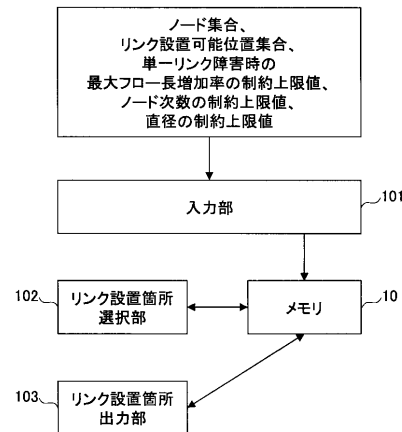 ノード集合、
リンク設置可能位置集合、
単一リンク障害時の
最大フロー長増加率の制約上限値、
ノード次数の制約上限値、
直径の制約上限値
入力部
101
102
リンク設置箇所
選択部
メモリ
10
103
リンク設置箇所
出力部